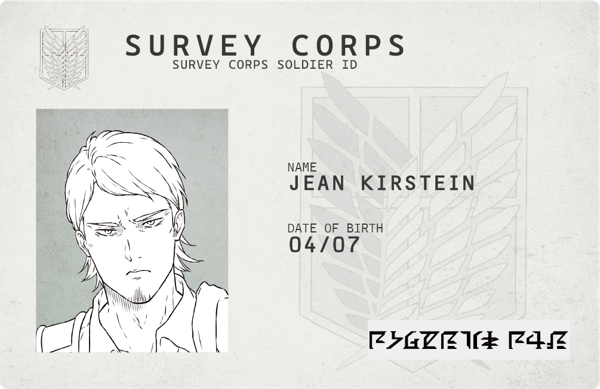 SURVEY CORPS
SURVEY CORPS SOLDIER ID
NAME
JEAN KIRSTEIN
DATE OF BIRTH
04/07